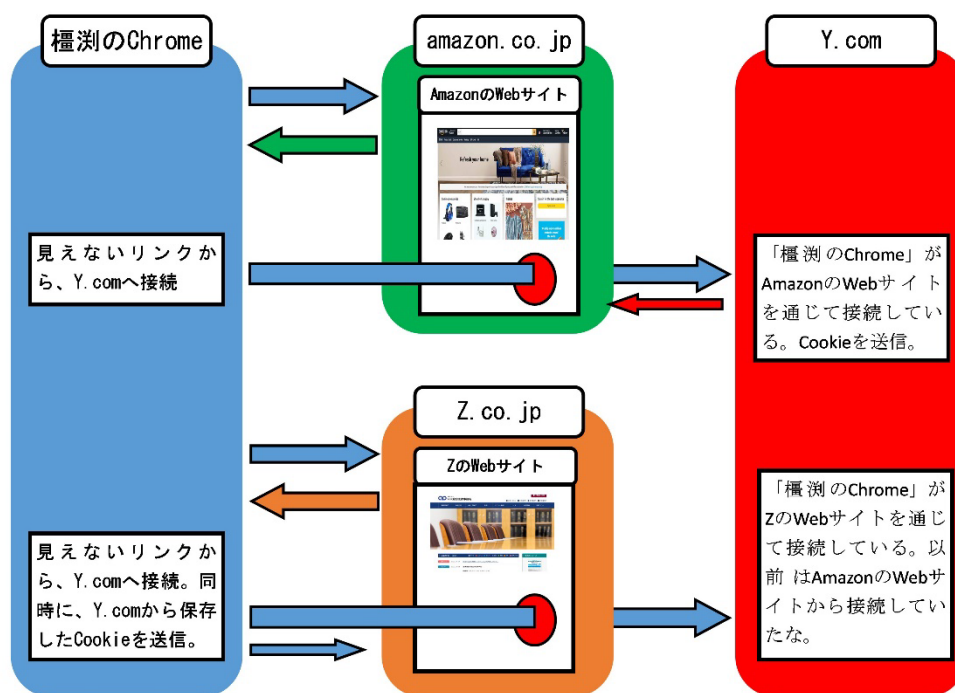 橿渕のChrome
amazon.co.jp
Y.com
AmazonのWebサイト
見えないリンクか
ら、Y.comへ接続
「橿渕のChrome」が
AmazonのWebサイト
を通じて接続してい
る。Cookieを送信。
Z.co.jp
ZのWebサイト
見えないリンクか
ら、Y.comへ接続。同
時に、Y.comから保存
したCookieを送信。
「橿渕のChrome」が
ZのWebサイトを通じ
て接続している。以
前はAmazonのWebサ
イトから接続してい
たな。